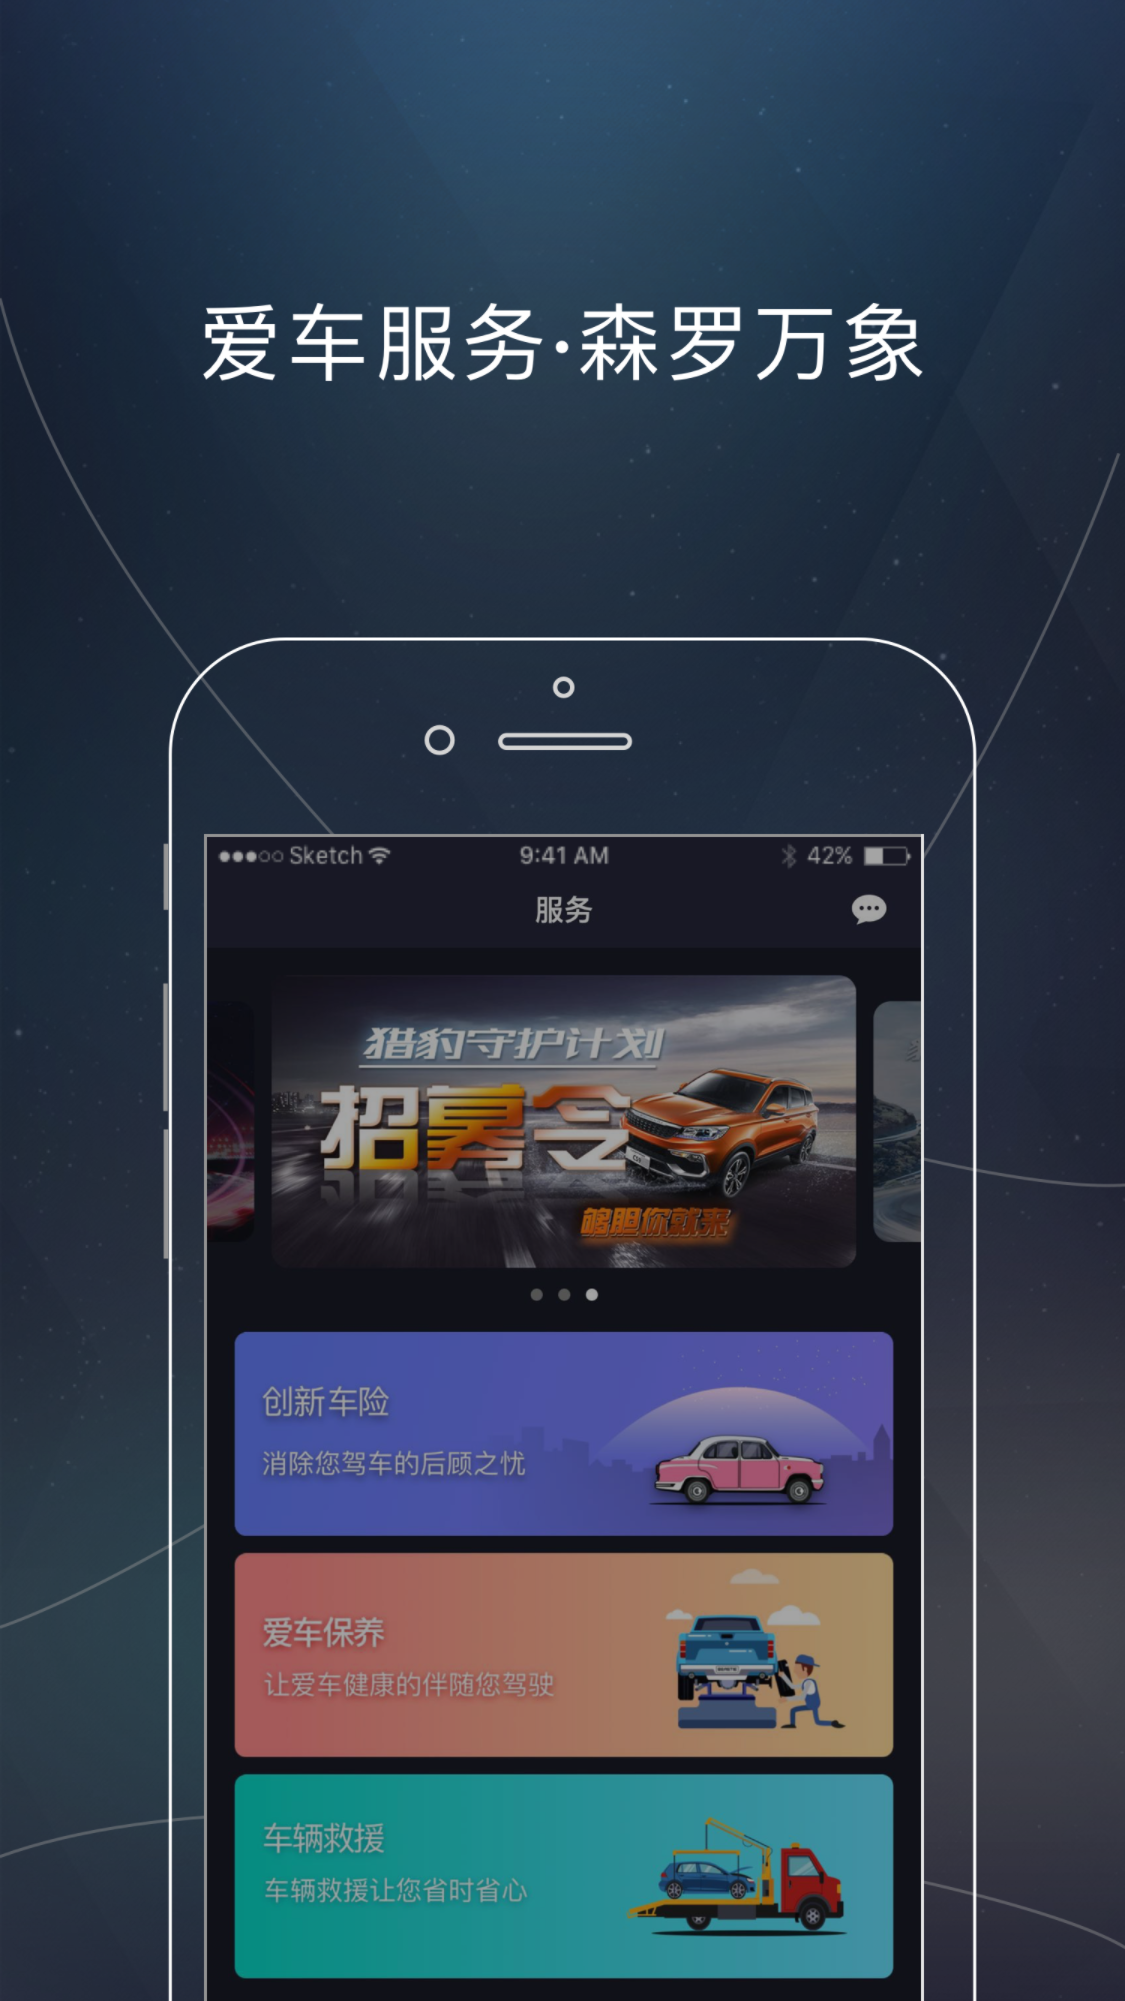 爱车服务·森罗万象
Sketch 9:41 AM 42%
服务
猎豹守护计划
招募令
够胆你就来
创新车险
消除您驾车的后顾之忧
爱车保养
让爱车健康的伴随您驾驶
车辆救援
车辆救援让您省时省心